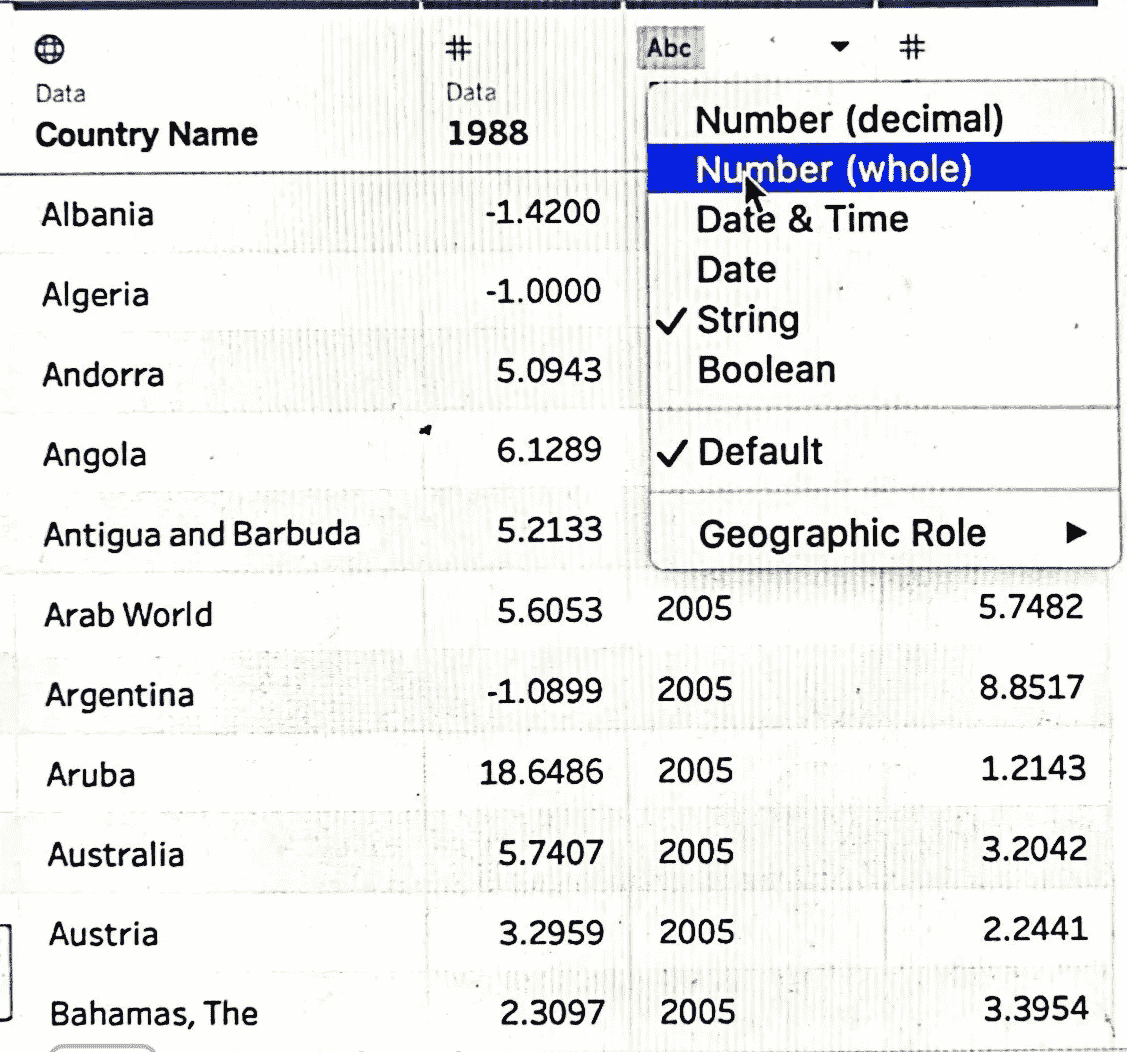 # Abc #
Data Data
Country Name 1988
Number (decimal)
Number (whole)
Albania -1.4200
Date & Time
Date
Algeria -1.0000
✓ String
Andorra 5.0943
Boolean
Angola 6.1289
✓ Default
Antigua and Barbuda 5.2133
Geographic Role
Arab World 5.6053 2005 5.7482
Argentina -1.0899 2005 8.8517
Aruba 18.6486 2005 1.2143
Australia 5.7407 2005 3.2042
Austria 3.2959 2005 2.2441
Bahamas, The 2.3097 2005 3.3954